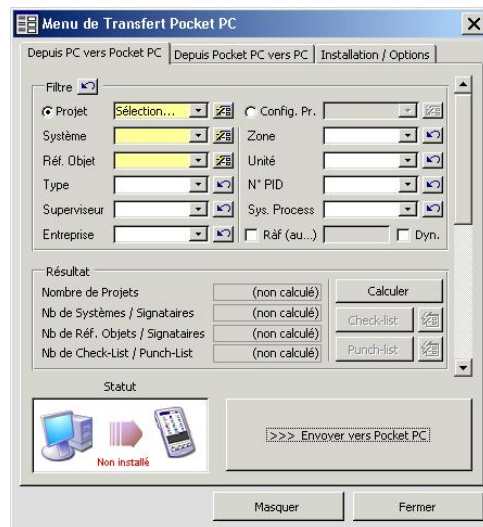 Menu de Transfert Pocket PC
Depuis PC vers Pocket PC Depuis Pocket PC vers PC Installation / Options
Filtre
Projet Sélection... Config. Pr.
Système Zone
Réf. Objet Unité
Type N° PID
Superviseur Sys. Process
Entreprise Ràf (au...) Dyn.
Résultat
Nombre de Projets (non calculé) Calculer
Nb de Systèmes / Signataires (non calculé) Check-list
Nb de Réf. Objets / Signataires (non calculé)
Nb de Check-List / Punch-List (non calculé) Punch-list
Statut
Non installé
>>> Envoyer vers Pocket PC
Masquer Fermer